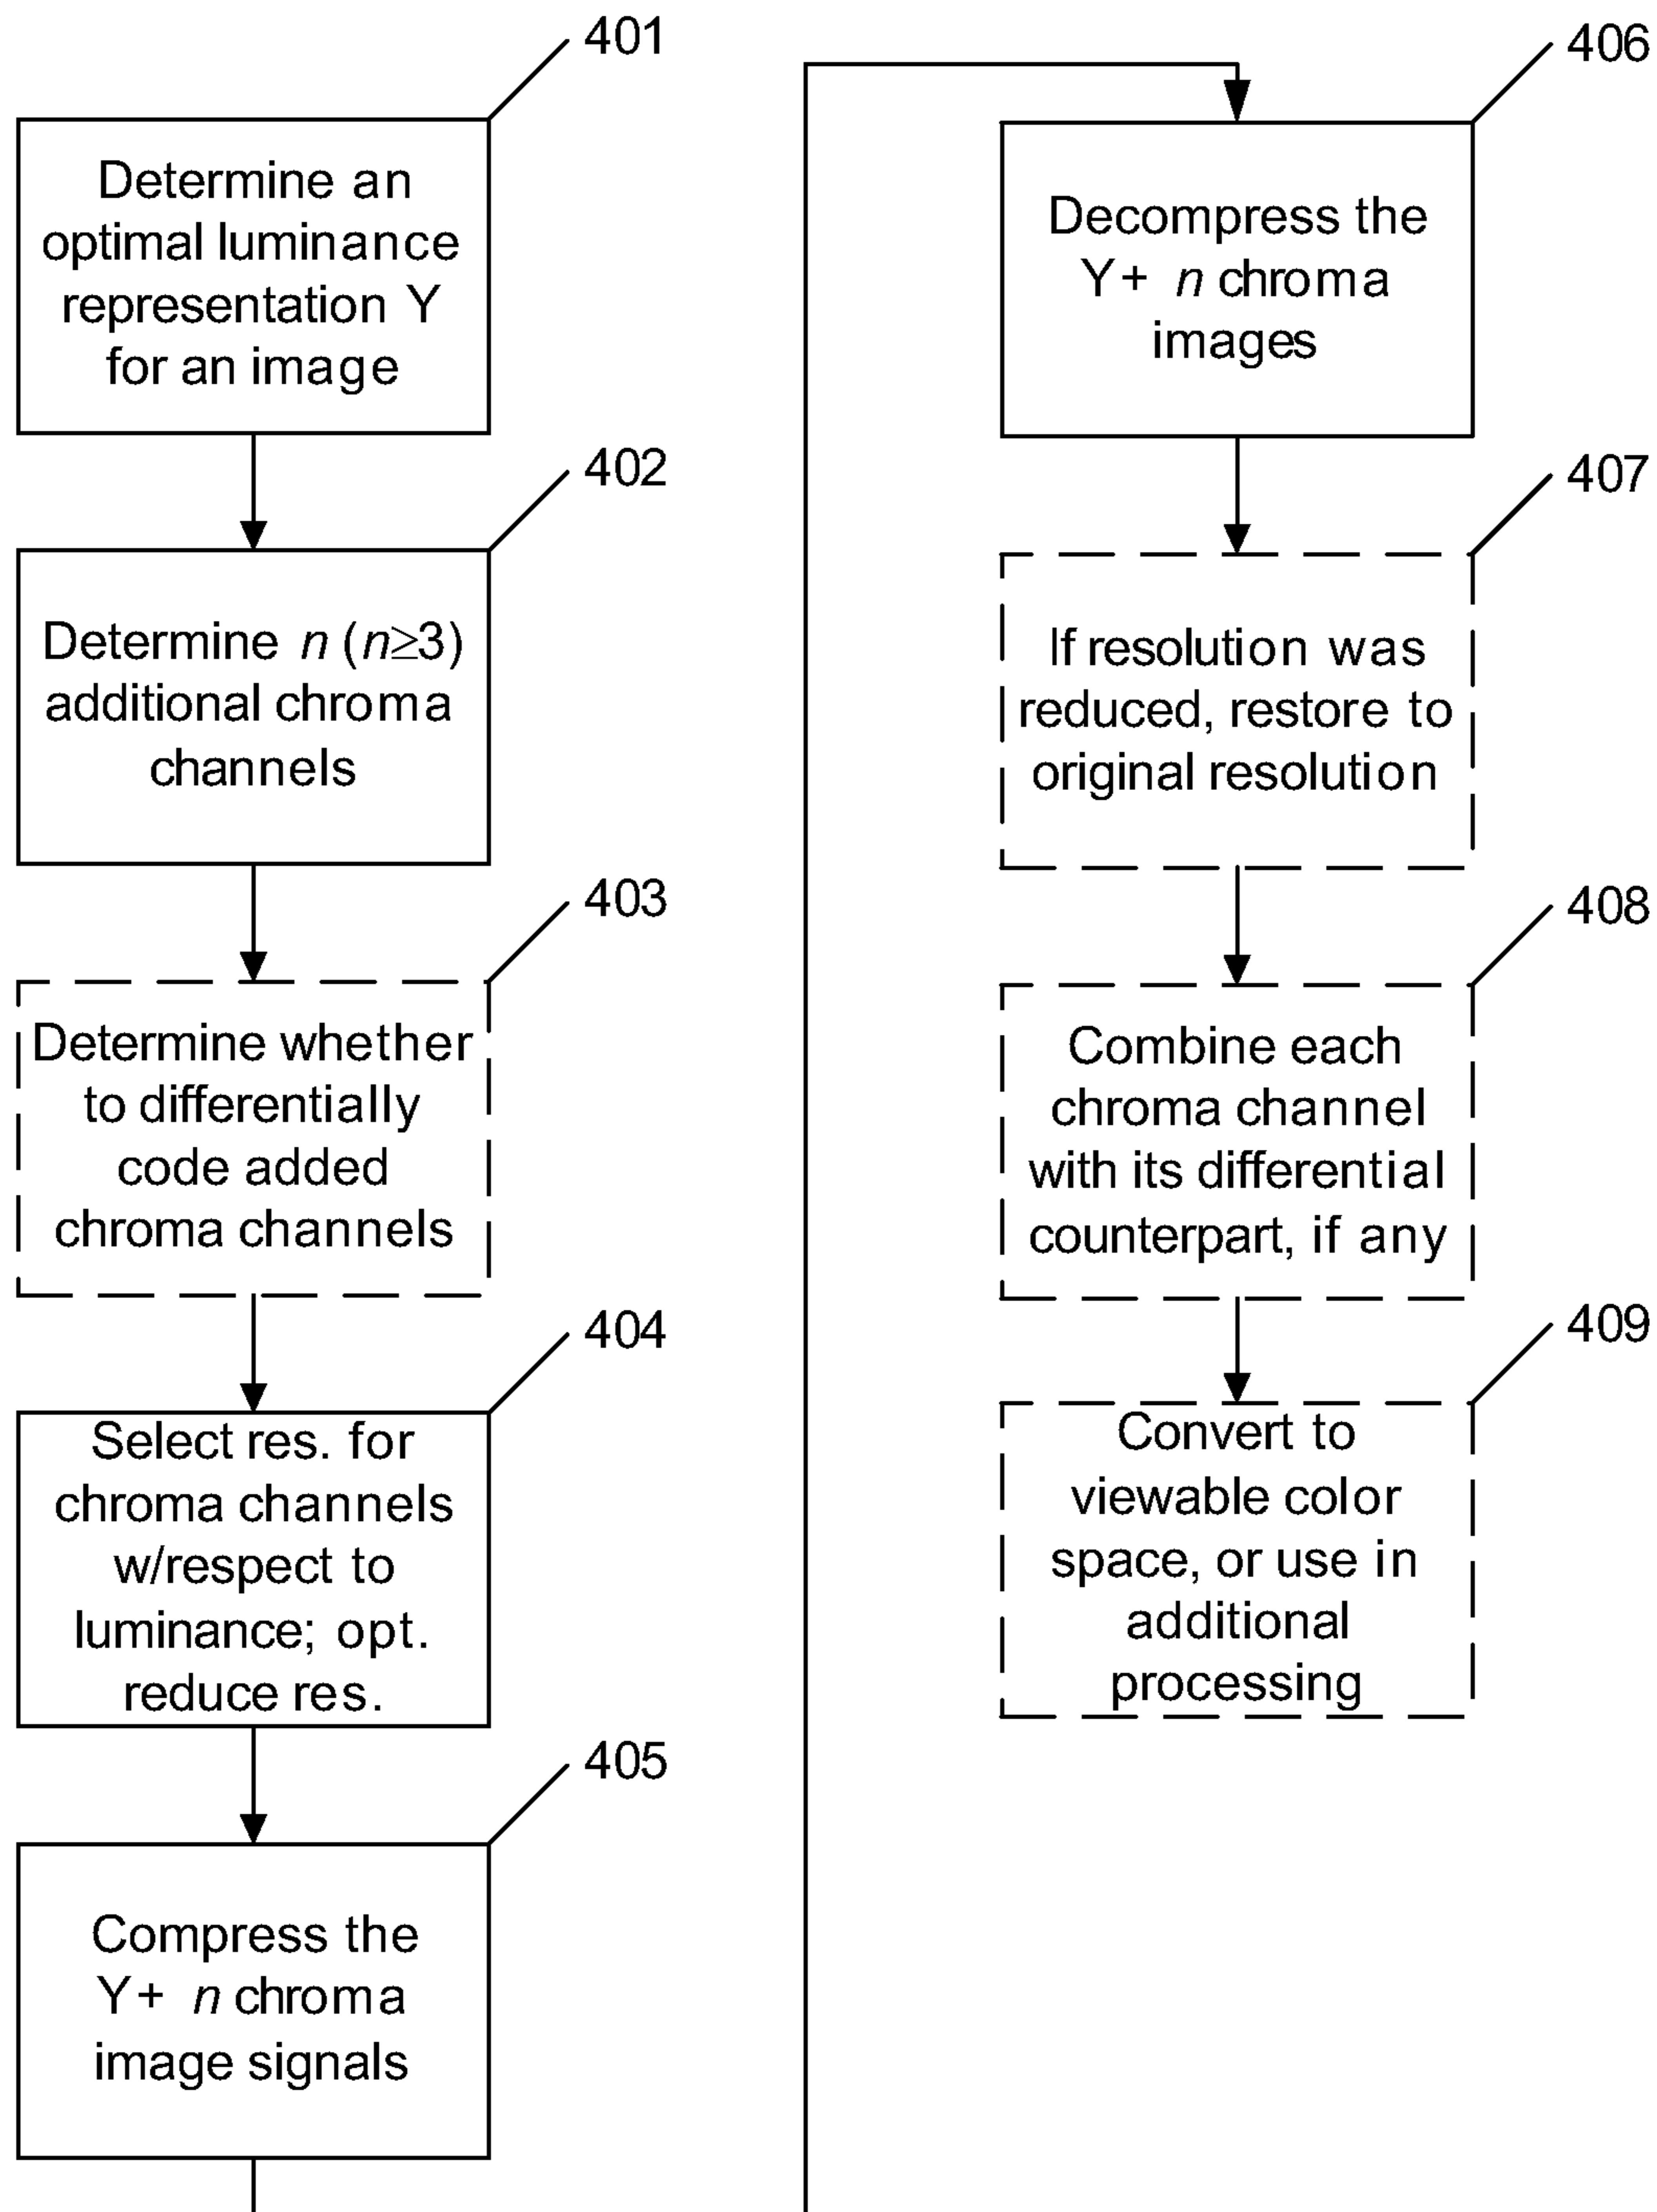 401
Determine an
optimal luminance
representation Y
for an image
402
Determine n (n≥3)
additional chroma
channels
403
Determine whether
to differentially
code added
chroma channels
404
Select res. for
chroma channels
w/respect to
luminance; opt.
reduce res.
405
Compress the
Y+ n chroma
image signals
406
Decompress the
Y+ n chroma
images
407
If resolution was
reduced, restore to
original resolution
408
Combine each
chroma channel
with its differential
counterpart, if any
409
Convert to
viewable color
space, or use in
additional
processing